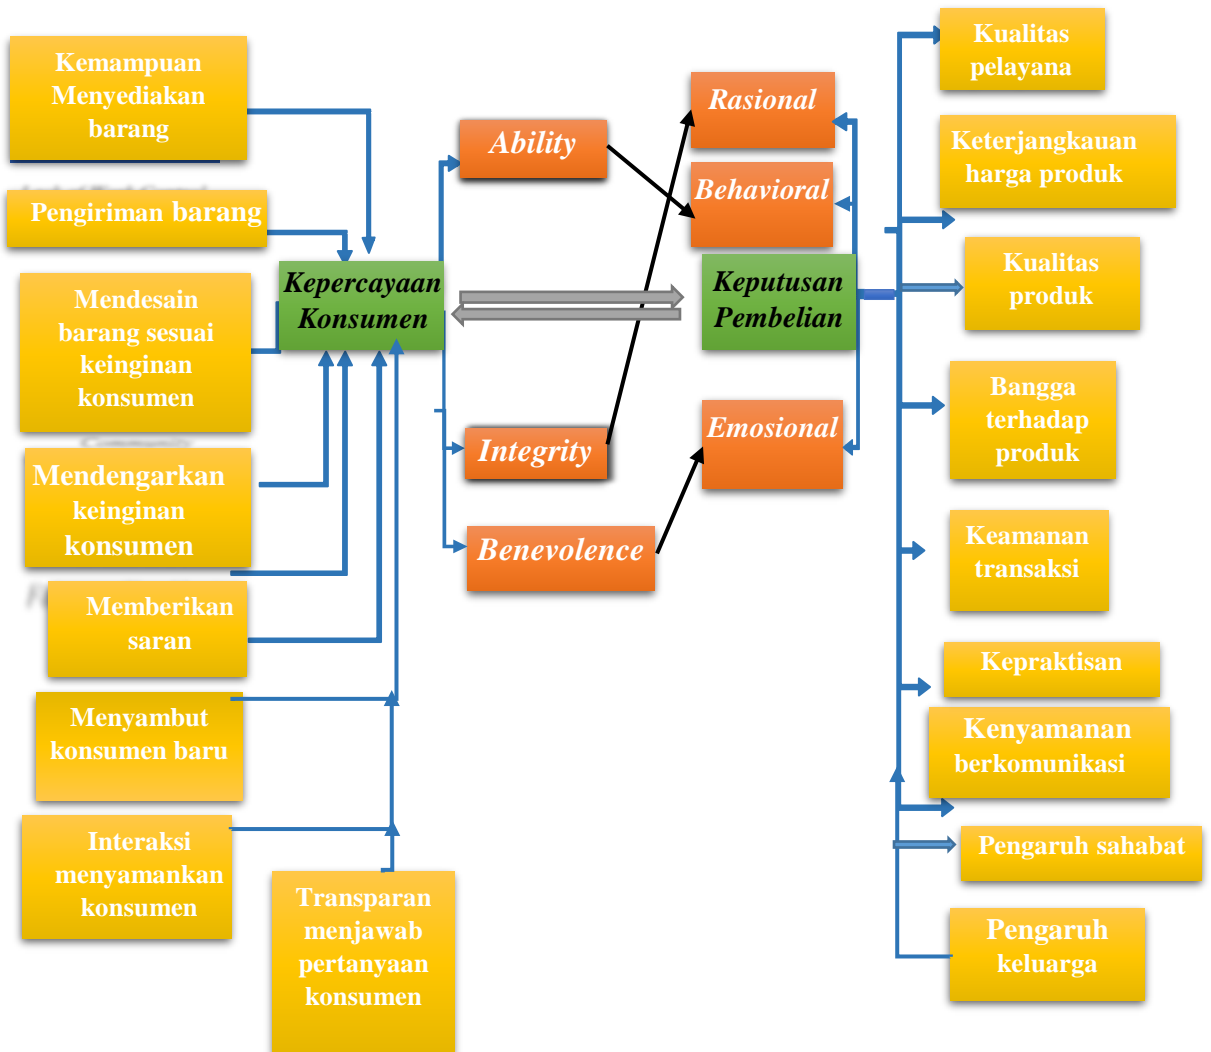 Kemampuan
Menyediakan
barang
Pengiriman barang
Mendesain
barang sesuai
keinginan
konsumen
Community
Mendengarkan
keinginan
konsumen
Memberikan
saran
Menyambut
konsumen baru
Interaksi
menyamankan
konsumen
Transparan
menjawab
pertanyaan
konsumen
Kepercayaan
Konsumen
Ability
Integrity
Benevolence
Rasional
Behavioral
Keputusan
Pembelian
Emosional
Kualitas
pelayana
Keterjangkauan
harga produk
Kualitas
produk
Bangga
terhadap
produk
Keamanan
transaksi
Kepraktisan
Kenyamanan
berkomunikasi
Pengaruh sahabat
Pengaruh
keluarga